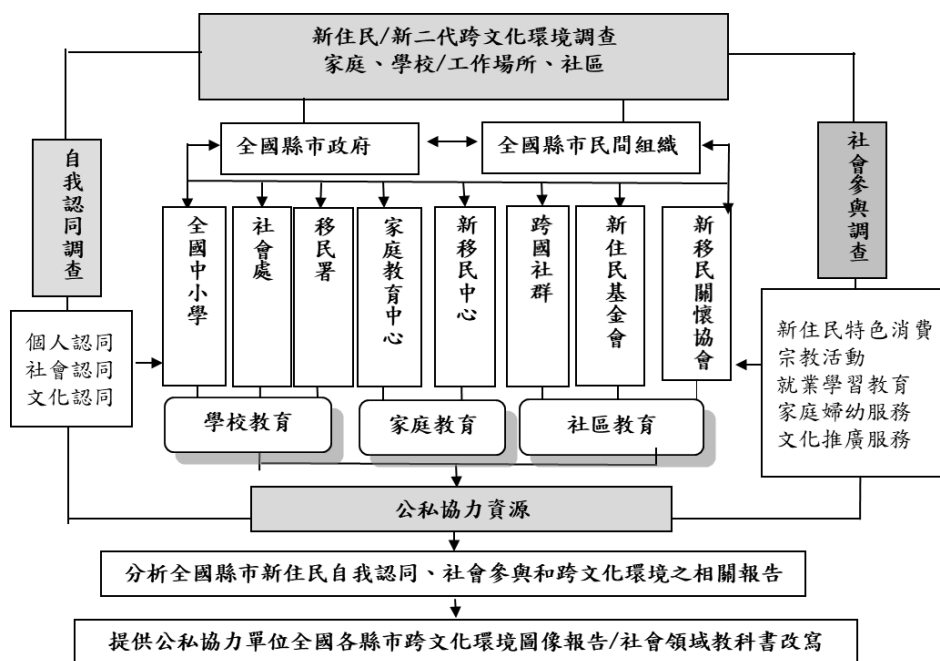 新住民/新二代跨文化環境調查
家庭、學校/工作場所、社區
全國縣市政府
全國縣市民間組織
自我認同調查
社會參與調查
全國中小學
社會處
移民署
家庭教育中心
新移民中心
跨國社群
新住民基金會
新移民關懷協會
個人認同
社會認同
文化認同
新住民特色消費
宗教活動
就業學習教育
家庭婦幼服務
文化推廣服務
學校教育
家庭教育
社區教育
公私協力資源
分析全國縣市新住民自我認同、社會參與和跨文化環境之相關報告
提供公私協力單位全國各縣市跨文化環境圖像報告/社會領域教科書改寫